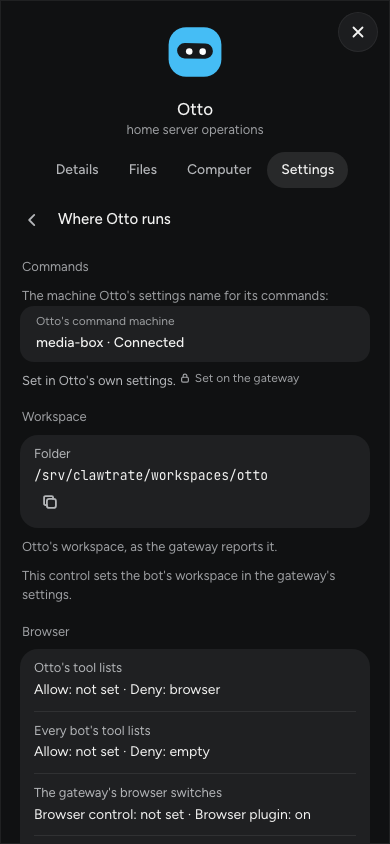 Otto
home server operations
Details Files Computer Settings
Where Otto runs
Commands
The machine Otto's settings name for its commands:
Otto's command machine
media-box · Connected
Set in Otto's own settings. Set on the gateway
Workspace
Folder
/srv/clawtrate/workspaces/otto
Otto's workspace, as the gateway reports it.
This control sets the bot's workspace in the gateway's
settings.
Browser
Otto's tool lists
Allow: not set · Deny: browser
Every bot's tool lists
Allow: not set · Deny: empty
The gateway's browser switches
Browser control: not set · Browser plugin: on